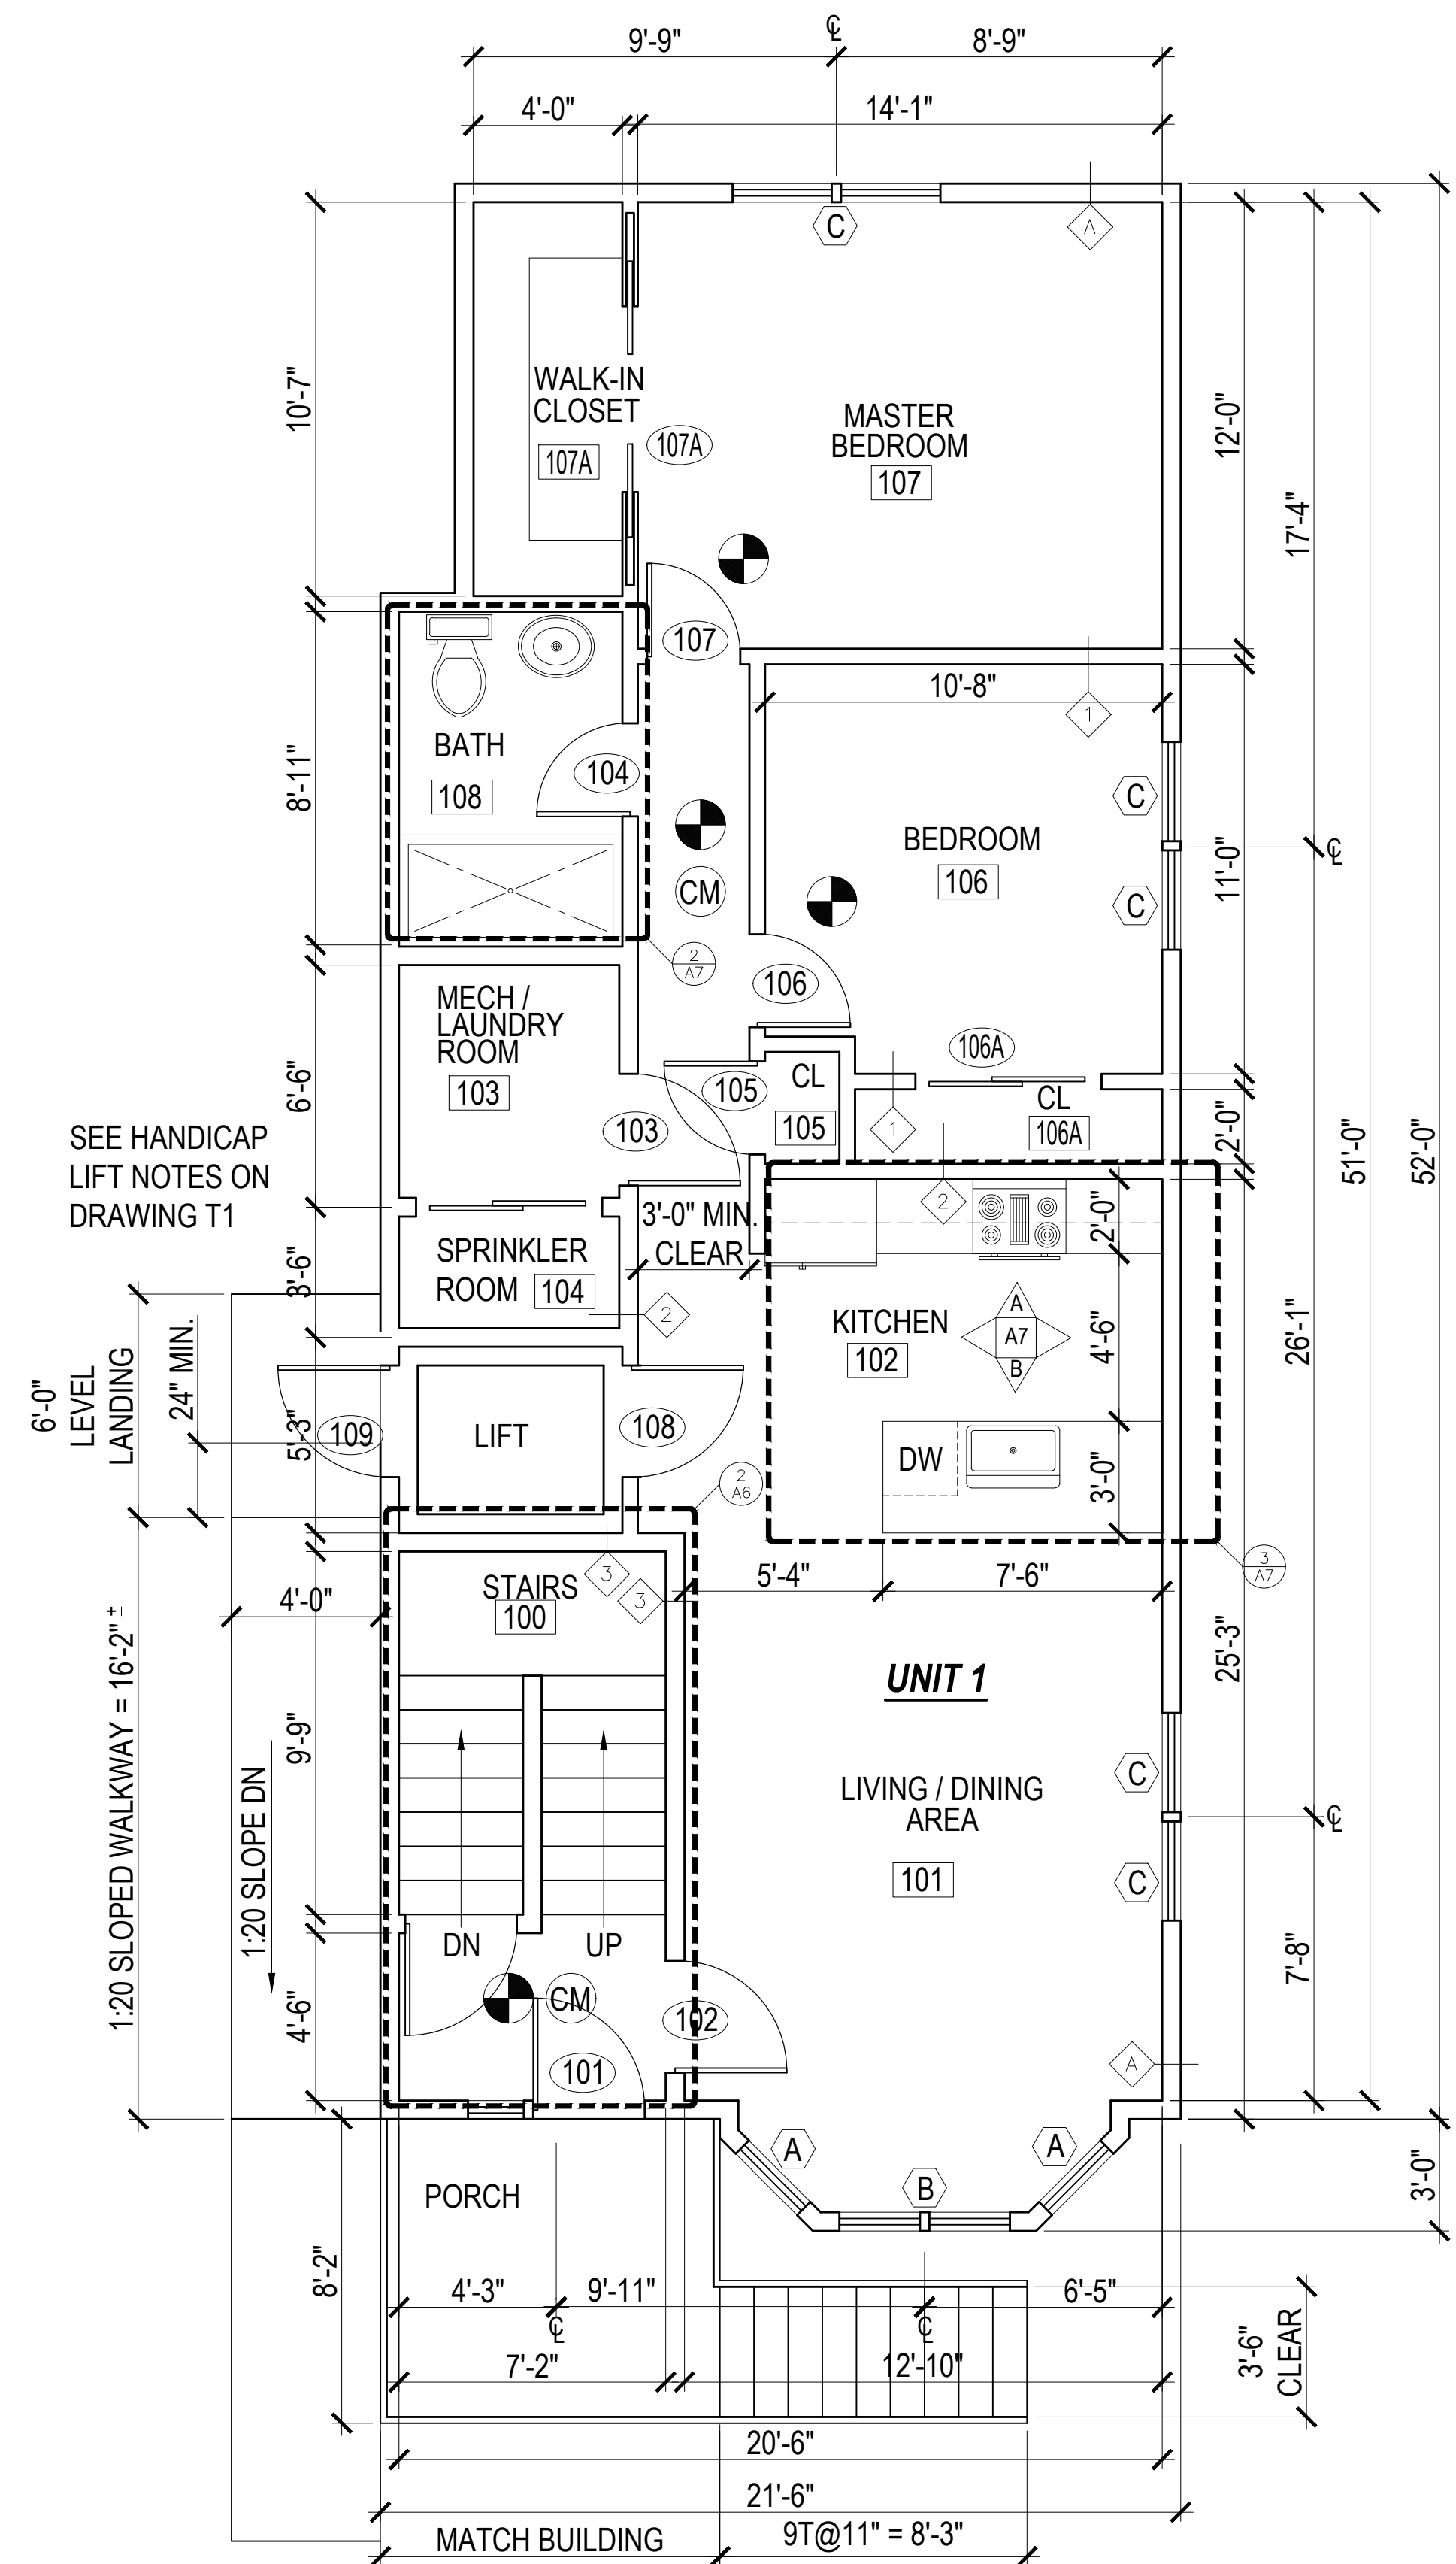 ℄
9'-9"
8'-9"
4'-0"
14'-1"
C
A
10'-7"
WALK-IN
CLOSET
107A
107A
MASTER
BEDROOM
107
12'-0"
17'-4"
107
10'-8"
1
BATH
108
104
8'-11"
C
BEDROOM
106
℄
11'-0"
CM
C
2
A7
106
MECH /
LAUNDRY
ROOM
103
106A
105
CL
105
CL
106A
1
103
6'-6"
2'-0"
51'-0"
52'-0"
SEE HANDICAP
LIFT NOTES ON
DRAWING T1
2
3'-0" MIN.
CLEAR
2'-0"
SPRINKLER
ROOM
104
3'-6"
2
KITCHEN
102
A
A7
B
4'-6"
26'-1"
6'-0"
LEVEL
LANDING
24" MIN.
109
5'-3"
LIFT
108
DW
3'-0"
2
A6
3
A7
5'-4"
7'-6"
STAIRS
100
3
3
4'-0"
25'-3"
UNIT 1
1:20 SLOPED WALKWAY = 16'-2" ±
1:20 SLOPE DN
9'-9"
LIVING / DINING
AREA
101
C
℄
C
DN
UP
7'-8"
4'-6"
CM
102
101
A
A
A
B
PORCH
3'-0"
8'-2"
4'-3"
9'-11"
6'-5"
℄
℄
7'-2"
12'-10"
3'-6"
CLEAR
20'-6"
21'-6"
MATCH BUILDING
9T@11" = 8'-3"